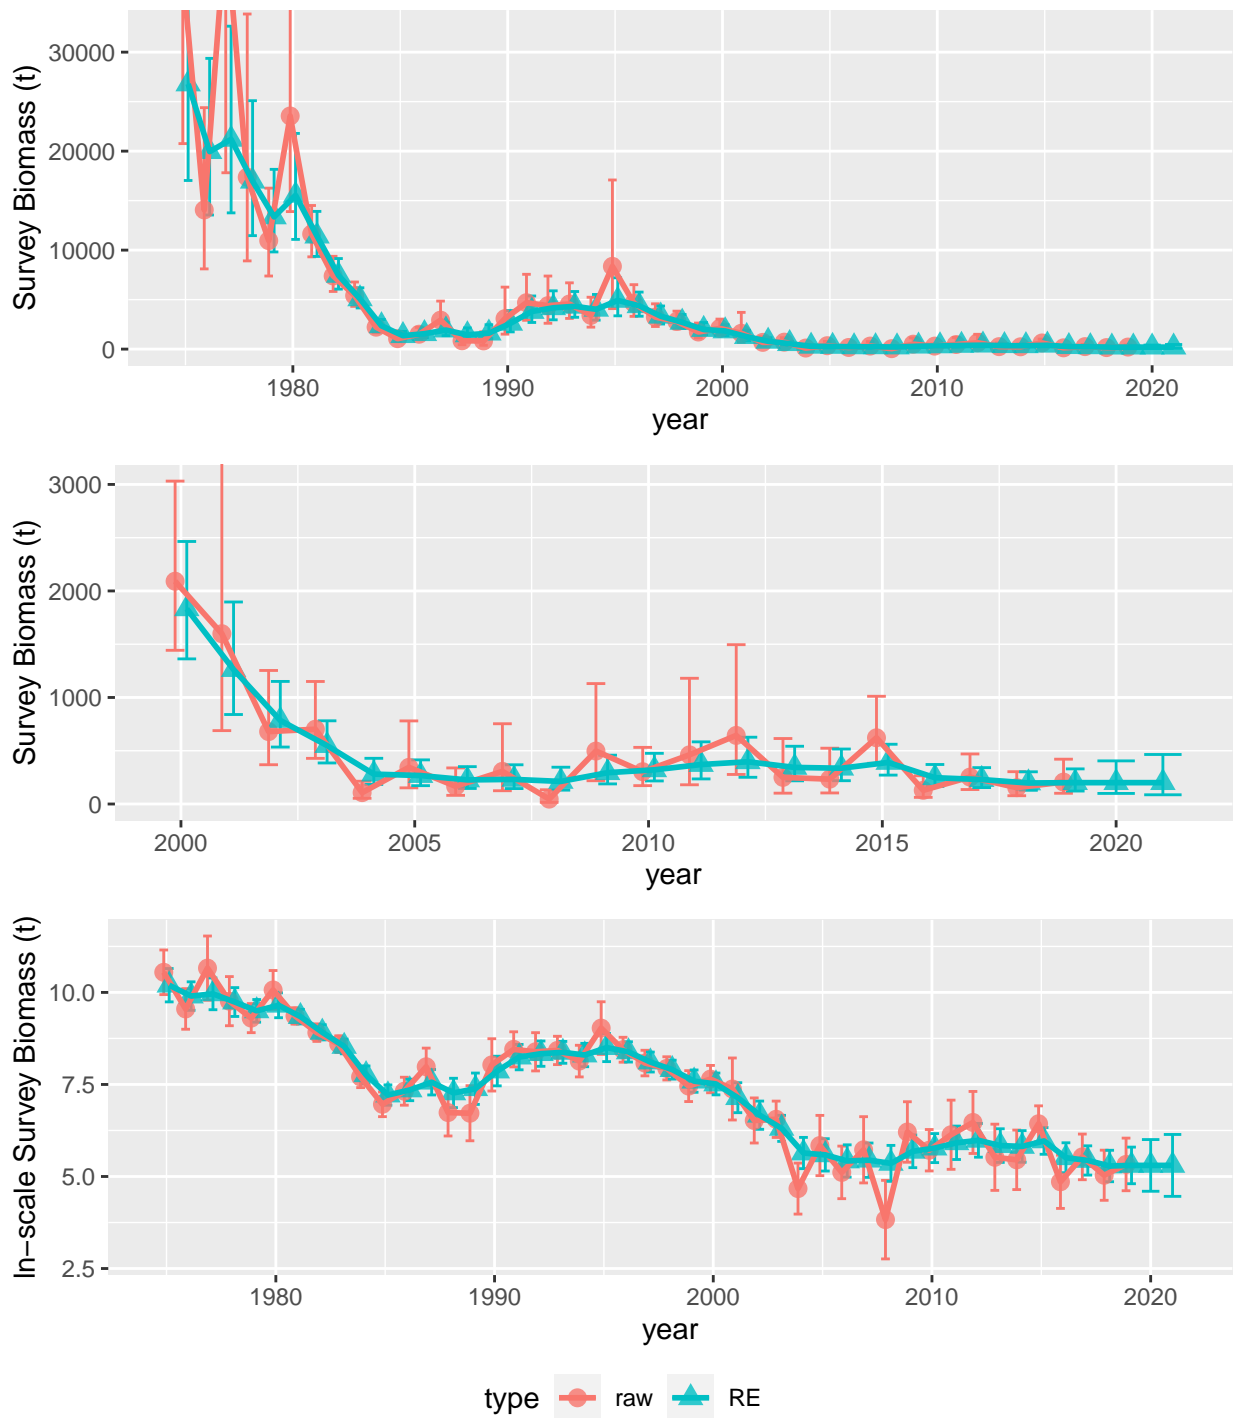 Survey Biomass (t)
30000
20000
10000
0
1980 1990 2000 2010 2020
year
Survey Biomass (t)
3000
2000
1000
0
2000 2005 2010 2015 2020
year
ln−scale Survey Biomass (t)
10.0
7.5
5.0
2.5
1980 1990 2000 2010 2020
year
type raw RE